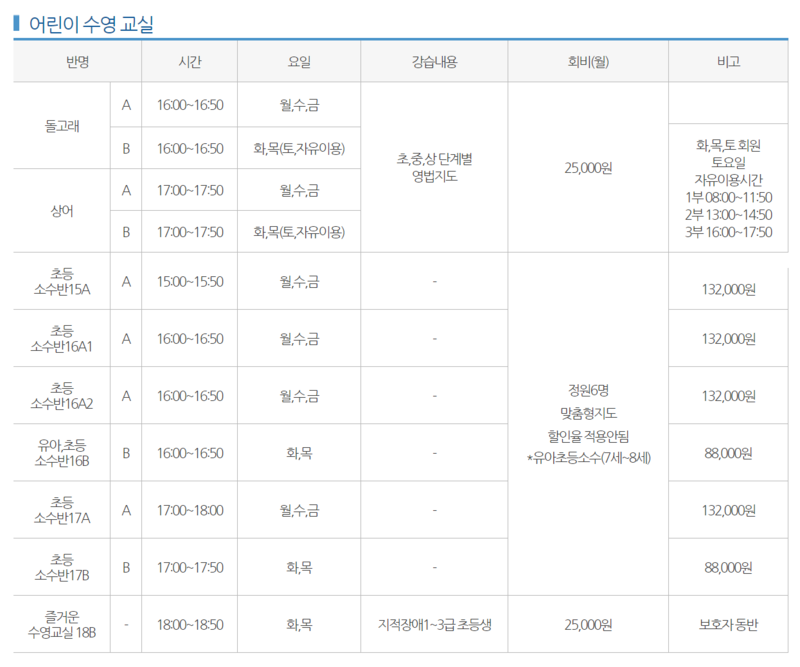 어린이 수영 교실
반명 시간 요일 강습내용 회비(월) 비고
돌고래
A 16:00~16:50 월,수,금
B 16:00~16:50 화,목(토,자유이용)
상어
A 17:00~17:50 월,수,금
B 17:00~17:50 화,목(토,자유이용)
초,중,상 단계별
영법지도
25,000원
화,목,토 회원
토요일
자유이용시간
1부 08:00~11:50
2부 13:00~14:50
3부 16:00~17:50
초등
소수반15A
A 15:00~15:50 월,수,금 - 132,000원
초등
소수반16A1
A 16:00~16:50 월,수,금 - 132,000원
초등
소수반16A2
A 16:00~16:50 월,수,금 - 132,000원
유아,초등
소수반16B
B 16:00~16:50 화,목 - 88,000원
초등
소수반17A
A 17:00~18:00 월,수,금 - 132,000원
초등
소수반17B
B 17:00~17:50 화,목 - 88,000원
정원6명
맞춤형지도
할인율 적용안됨
*유아초등소수(7세~8세)
즐거운
수영교실 18B
- 18:00~18:50 화,목 지적장애1~3급 초등생 25,000원 보호자 동반